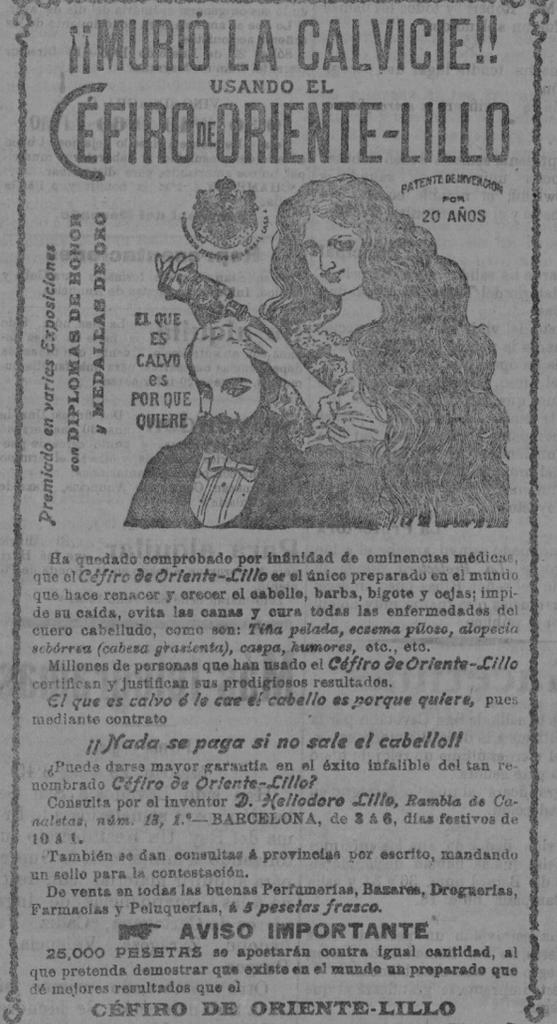 ¡¡MURIÓ LA CALVICIE!!
USANDO EL
CÉFIRO DE ORIENTE-LILLO
PATENTE DE INVENCION
POR
20 AÑOS
Premiado en varias Exposiciones
con DIPLOMAS DE HONOR
y MEDALLAS DE ORO
EL QUE
ES
CALVO
es
POR QUE
QUIERE
Ha quedado comprobado por infinidad de eminencias médicas,
que el Céfiro de Oriente-Lillo es el único preparado en el mundo
que hace renacer y crecer el cabello, barba, bigote y cejas; impi-
de su caída, evita las canas y cura todas las enfermedades del
cuero cabelludo, como son: Tiña pelada, eczema piloso, alopecia
sebórrea (cabeza grasienta), caspa, humores, etc., etc.
Millones de personas que han usado el Céfiro de Oriente-Lillo
certifican y justifican sus prodigiosos resultados.
El que es calvo ó le cae el cabello es porque quiere, pues
mediante contrato
¡¡Nada se paga si no sale el cabello!!
¿Puede darse mayor garantía en el éxito infalible del tan re-
nombrado Céfiro de Oriente-Lillo?
Consulta por el inventor D. Heliodoro Lillo, Rambla de Ca-
naletas, núm. 13, 1.º—BARCELONA, de 3 á 6, días festivos de
10 á 1.
También se dan consultas á provincias por escrito, mandando
un sello para la contestación.
De venta en todas las buenas Perfumerias, Bazares, Droguerías,
Farmacias y Peluquerías, á 5 pesetas frasco.
AVISO IMPORTANTE
25,000 PESETAS se apostarán contra igual cantidad, al
que pretenda demostrar que existe en el mundo un preparado que
dé mejores resultados que el
CÉFIRO DE ORIENTE-LILLO